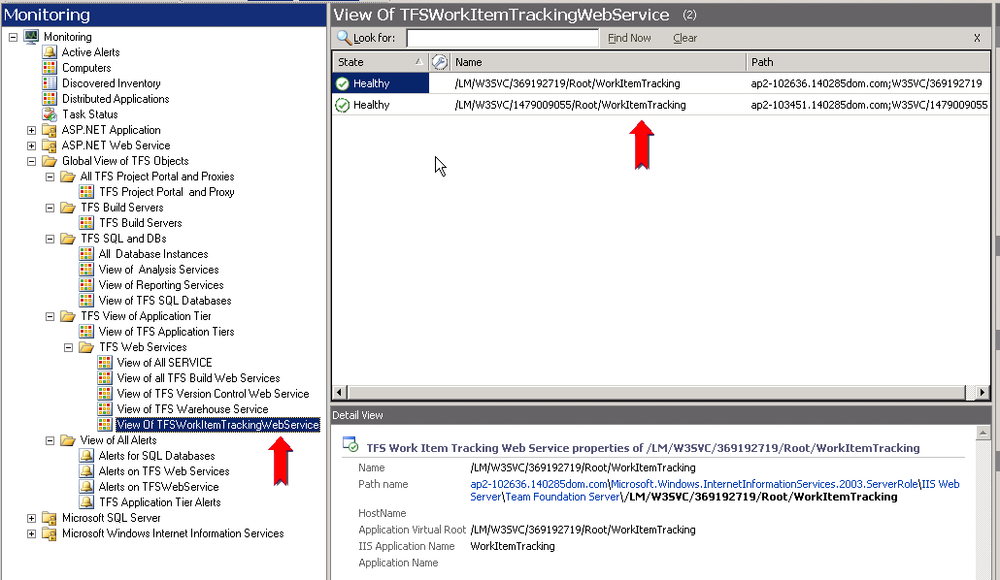 Monitoring
Monitoring
Active Alerts
Computers
Discovered Inventory
Distributed Applications
Task Status
ASP.NET Application
ASP.NET Web Service
Global View of TFS Objects
All TFS Project Portal and Proxies
TFS Project Portal and Proxy
TFS Build Servers
TFS Build Servers
TFS SQL and DBs
All Database Instances
View of Analysis Services
View of Reporting Services
View of TFS SQL Databases
TFS View of Application Tier
View of TFS Application Tiers
TFS Web Services
View of All SERVICE
View of all TFS Build Web Services
View of TFS Version Control Web Service
View of TFS Warehouse Service
View Of TFSWorkItemTrackingWebService
View of All Alerts
Alerts for SQL Databases
Alerts on TFS Web Services
Alerts on TFSWebService
TFS Application Tier Alerts
Microsoft SQL Server
Microsoft Windows Internet Information Services
View Of TFSWorkItemTrackingWebService (2)
Look for: Find Now Clear X
State Name Path
Healthy /LM/W3SVC/369192719/Root/WorkItemTracking ap2-102636.140285dom.com;W3SVC/369192719
Healthy /LM/W3SVC/1479009055/Root/WorkItemTracking ap2-103451.140285dom.com;W3SVC/1479009055
Detail View
TFS Work Item Tracking Web Service properties of /LM/W3SVC/369192719/Root/WorkItemTracking
Name /LM/W3SVC/369192719/Root/WorkItemTracking
Path name ap2-102636.140285dom.com\Microsoft.Windows.InternetInformationServices.2003.ServerRole\IIS Web
Server\Team Foundation Server\/LM/W3SVC/369192719/Root/WorkItemTracking
HostName
Application Virtual Root /LM/W3SVC/369192719/Root/WorkItemTracking
IIS Application Name WorkItemTracking
Application Name